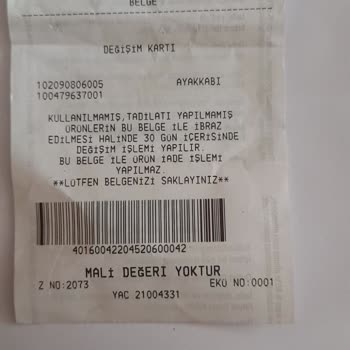 BELGE
DEĞİŞİM KARTI
102090806005 AYAKKABI
100479637001
KULLANILMAMIŞ,TADİLATI YAPILMAMIŞ
ÜRÜNLERİN BU BELGE İLE İBRAZ
EDİLMESİ HALİNDE 30 GÜN İÇERİSİNDE
DEĞİŞİM İŞLEMİ YAPILIR.
BU BELGE İLE ÜRÜN İADE İŞLEMİ
YAPILMAZ.
**LÜTFEN BELGENİZİ SAKLAYINIZ**
40160042204520600042
MALİ DEĞERİ YOKTUR
Z NO:2073 EKÜ NO:0001
YAC 21004331